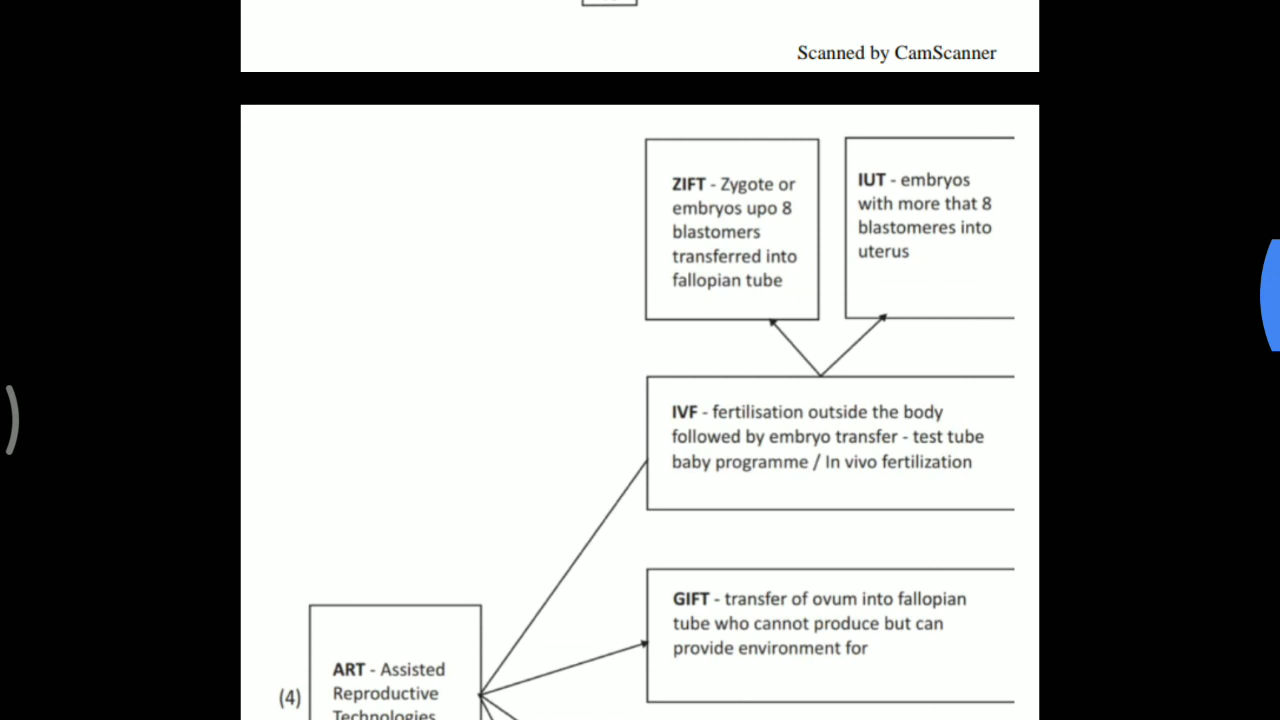 Scanned by CamScanner
ZIFT - Zygote or
embryos upo 8
blastomers
transferred into
fallopian tube
IUT - embryos
with more that 8
blastomeres into
uterus
IVF - fertilisation outside the body
followed by embryo transfer - test tube
baby programme / In vivo fertilization
GIFT - transfer of ovum into fallopian
tube who cannot produce but can
provide environment for
(4)
ART - Assisted
Reproductive
Technologies